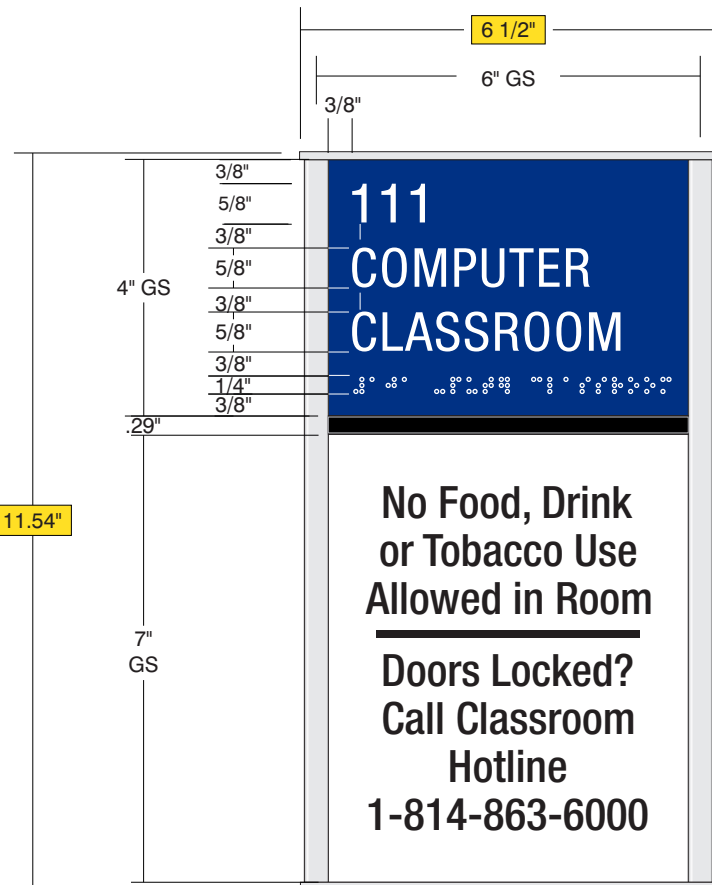 6 1/2"
6" GS
3/8"
3/8"
5/8"
3/8"
5/8"
3/8"
5/8"
3/8"
1/4"
3/8"
4" GS
.29"
11.54"
7"
GS
111
COMPUTER
CLASSROOM
No Food, Drink
or Tobacco Use
Allowed in Room
Doors Locked?
Call Classroom
Hotline
1-814-863-6000